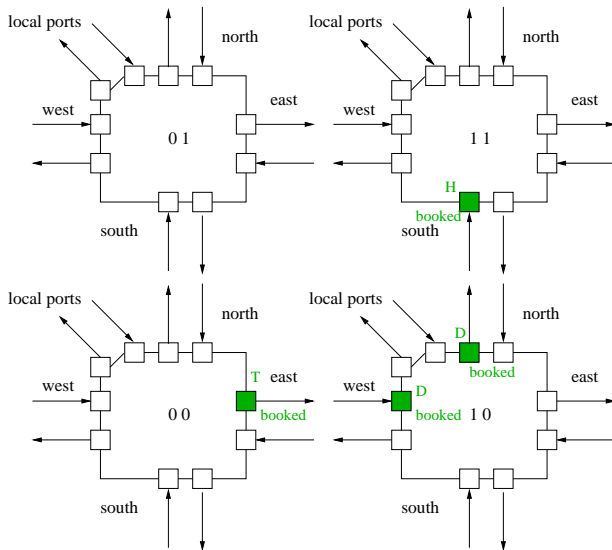 local ports
north
west
east
0 1
south
local ports
north
west
east
1 1
H
booked
south
local ports
north
west
T
east
booked
0 0
south
local ports
north
D
booked
west
D
booked
east
1 0
south